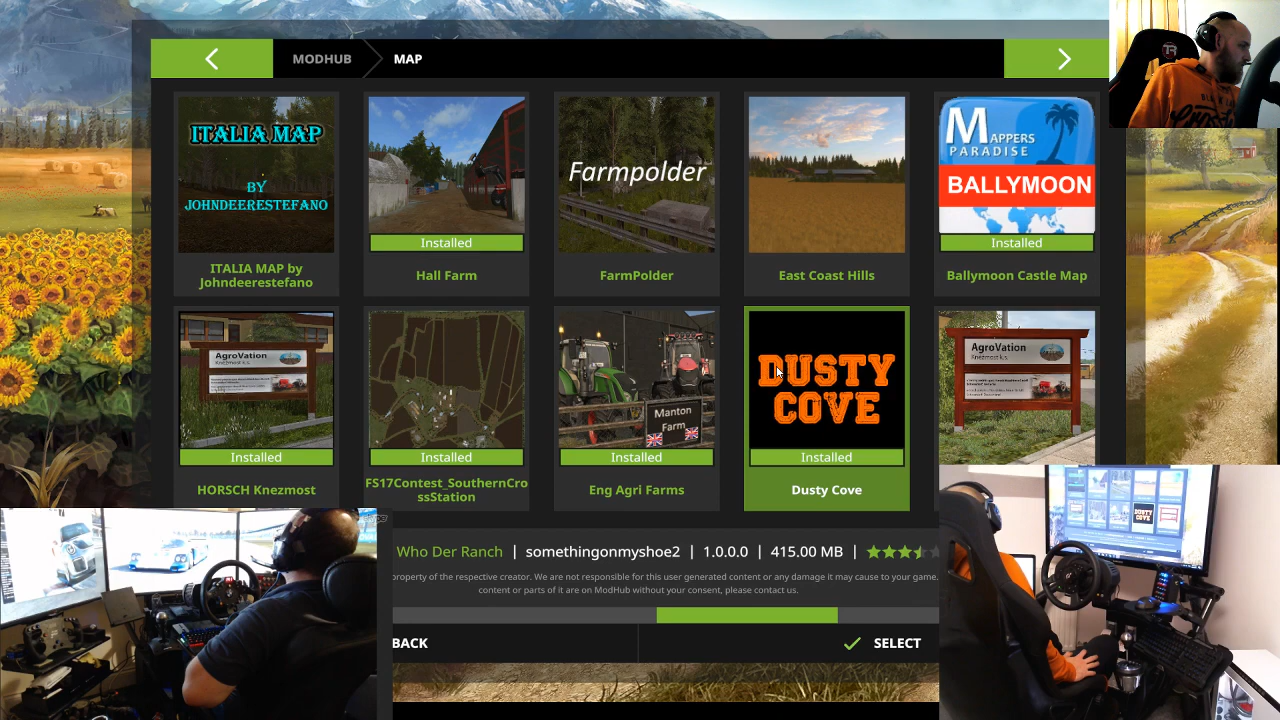 MODHUB
MAP
ITALIA MAP
BY
JOHNDEERESTEFANO
Farmpolder
MAPPERS
PARADISE
BALLYMOON
Installed
Installed
ITALIA MAP by
Johndeerestefano
Hall Farm
FarmPolder
East Coast Hills
Ballymoon Castle Map
AgroVation
Knězmost k.s.
Manton
Farm
DUSTY
COVE
AgroVation
Knězmost k.s.
Installed
Installed
Installed
Installed
HORSCH Knezmost
FS17Contest_SouthernCro
ssStation
Eng Agri Farms
Dusty Cove
Who Der Ranch | somethingonmyshoe2 | 1.0.0.0 | 415.00 MB |
property of the respective creator. We are not responsible for this user generated content or any damage it may cause to your game.
content or parts of it are on ModHub without your consent, please contact us.
BACK
SELECT
DUSTY
COVE